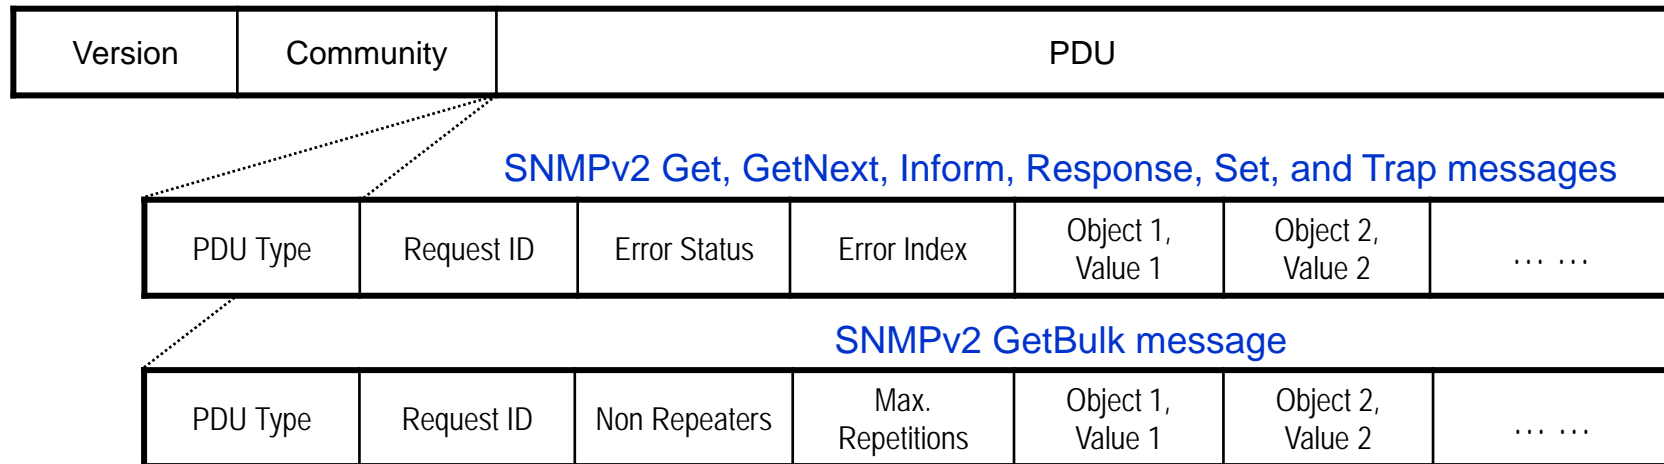 Version Community PDU
SNMPv2 Get, GetNext, Inform, Response, Set, and Trap messages
PDU Type Request ID Error Status Error Index Object 1, Value 1 Object 2, Value 2 ... ...
SNMPv2 GetBulk message
PDU Type Request ID Non Repeaters Max. Repetitions Object 1, Value 1 Object 2, Value 2 ... ...